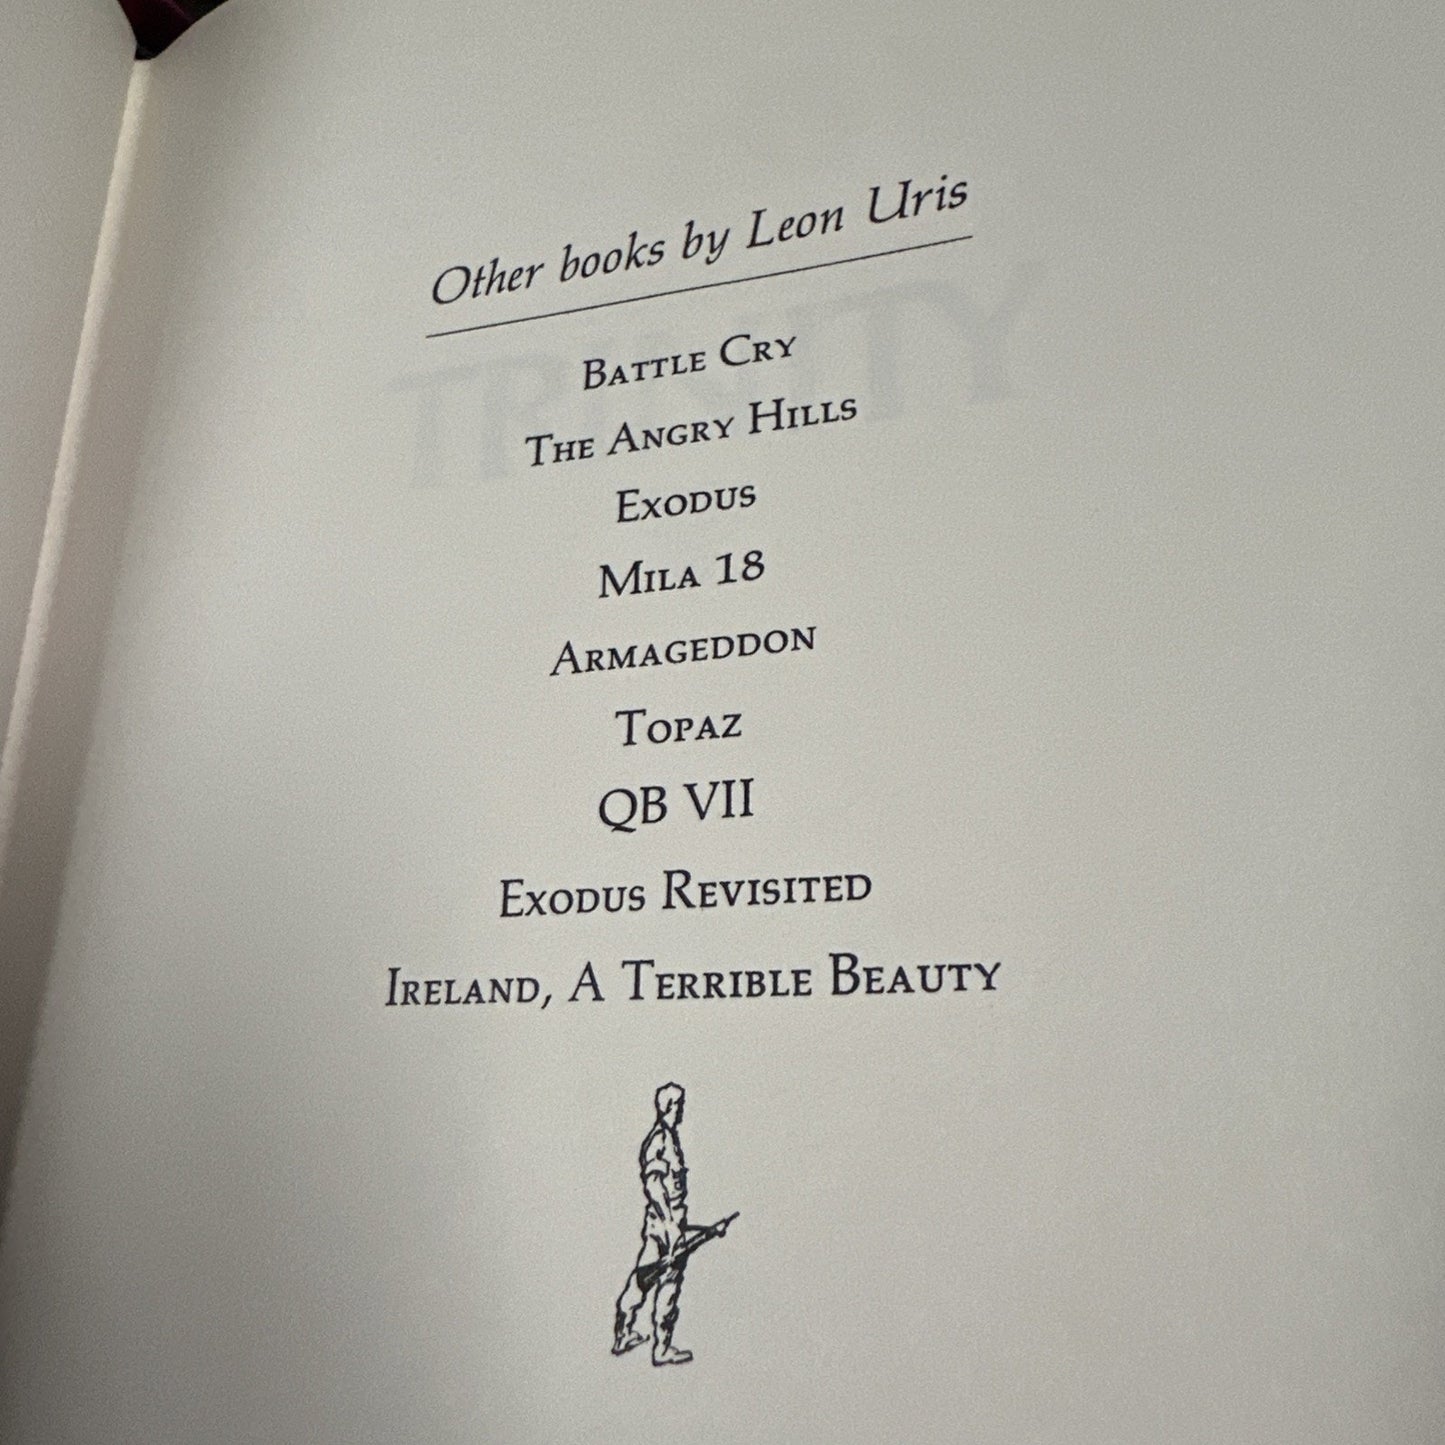 Other books by Leon Uris
Battle Cry
The Angry Hills
Exodus
Mila 18
Armageddon
Topaz
QB VII
Exodus Revisited
Ireland, A Terrible Beauty